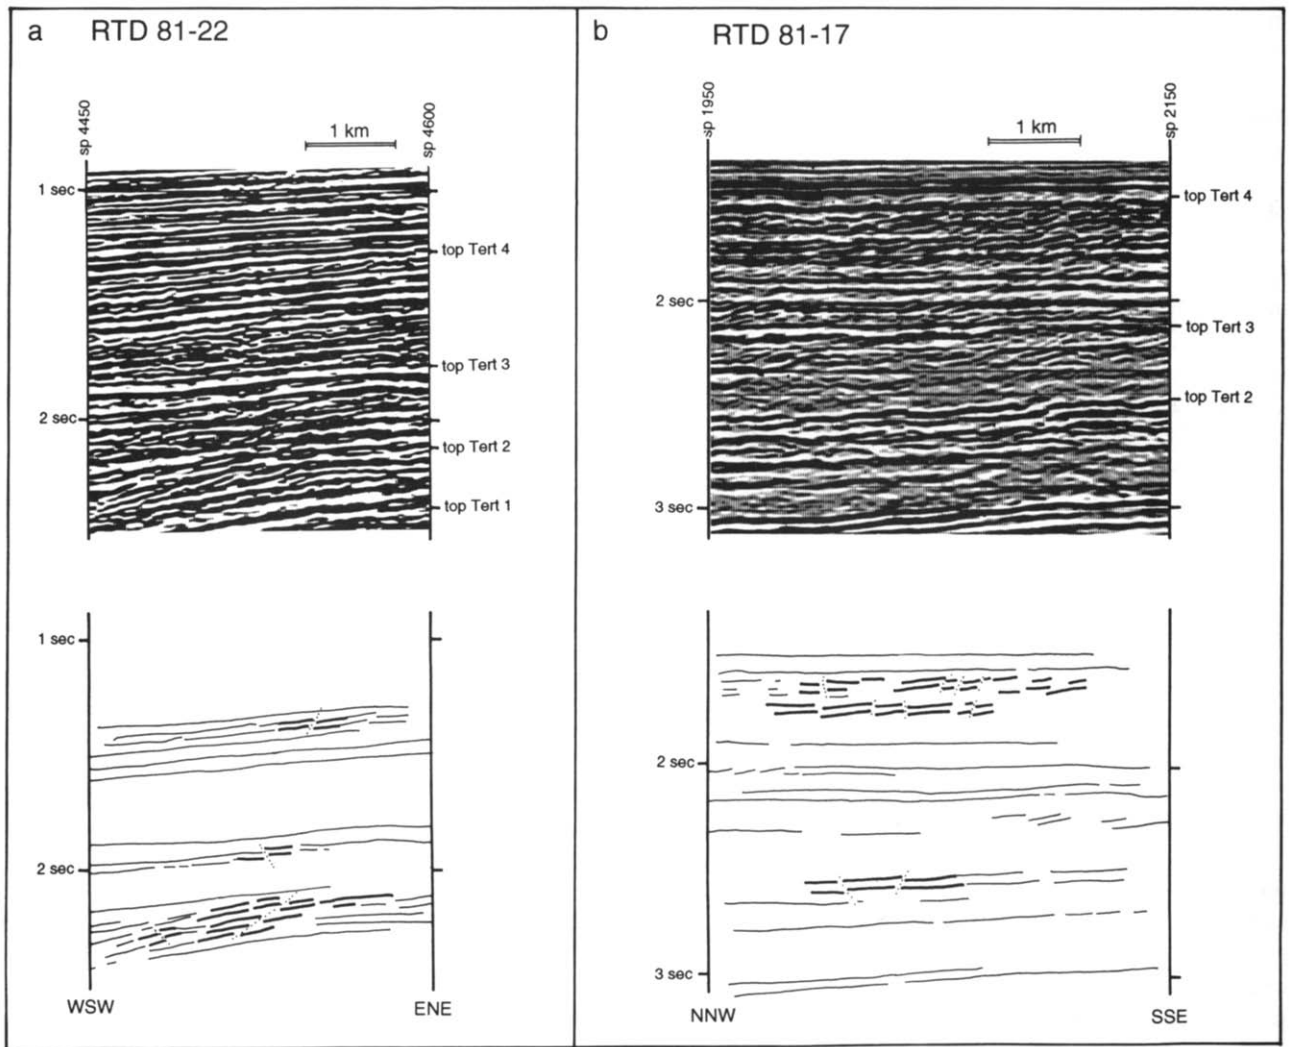 a RTD 81-22
sp 4450
sp 4600
1 km
1 sec
top Tert 4
top Tert 3
2 sec
top Tert 2
top Tert 1
1 sec
2 sec
WSW
ENE
b RTD 81-17
sp 1950
sp 2150
1 km
top Tert 4
2 sec
top Tert 3
top Tert 2
3 sec
2 sec
3 sec
NNW
SSE